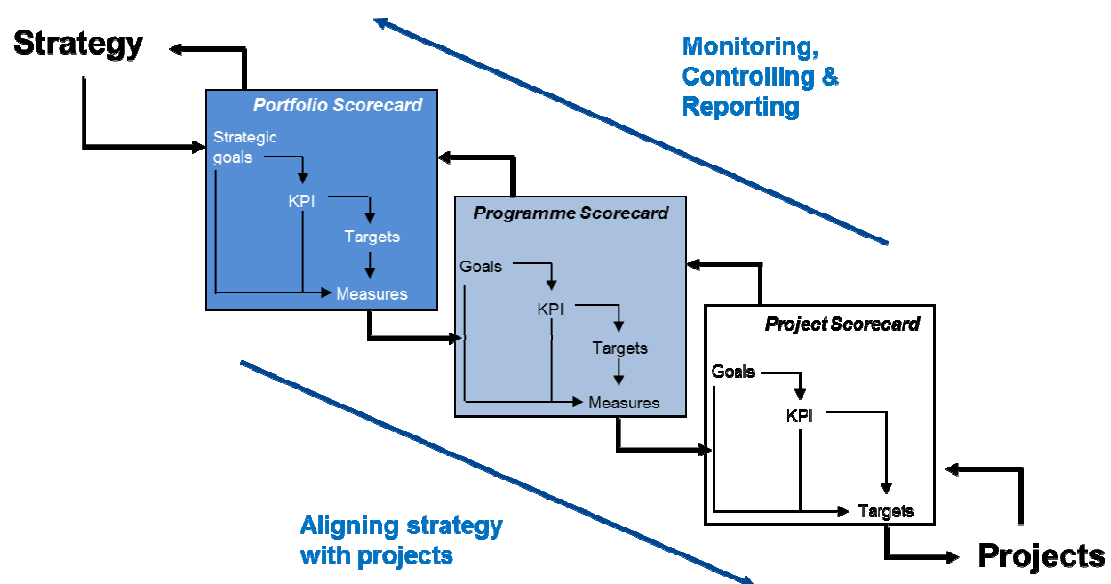 Strategy
Monitoring,
Controlling &
Reporting
Portfolio Scorecard
Strategic
goals
KPI
Targets
Measures
Programme Scorecard
Goals
KPI
Targets
Measures
Project Scorecard
Goals
KPI
Targets
Aligning strategy
with projects
Projects